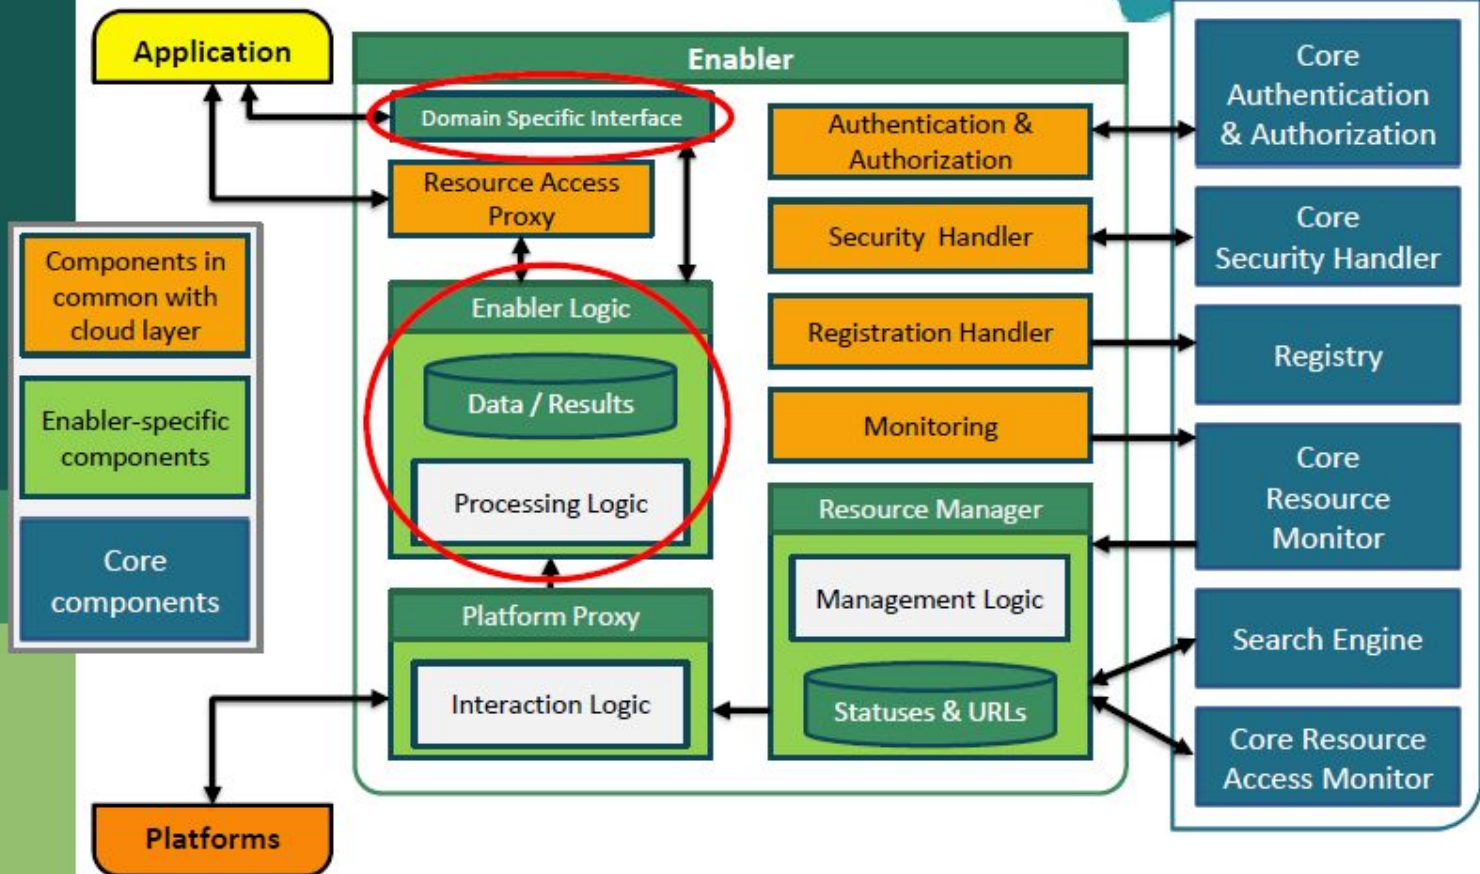 Application
Enabler
Domain Specific Interface
Resource Access
Proxy
Enabler Logic
Data / Results
Processing Logic
Platform Proxy
Interaction Logic
Platforms
Authentication &
Authorization
Security Handler
Registration Handler
Monitoring
Resource Manager
Management Logic
Statuses & URLs
Core
Authentication
& Authorization
Core
Security Handler
Registry
Core
Resource
Monitor
Search Engine
Core Resource
Access Monitor
Components in
common with
cloud layer
Enabler-specific
components
Core
components